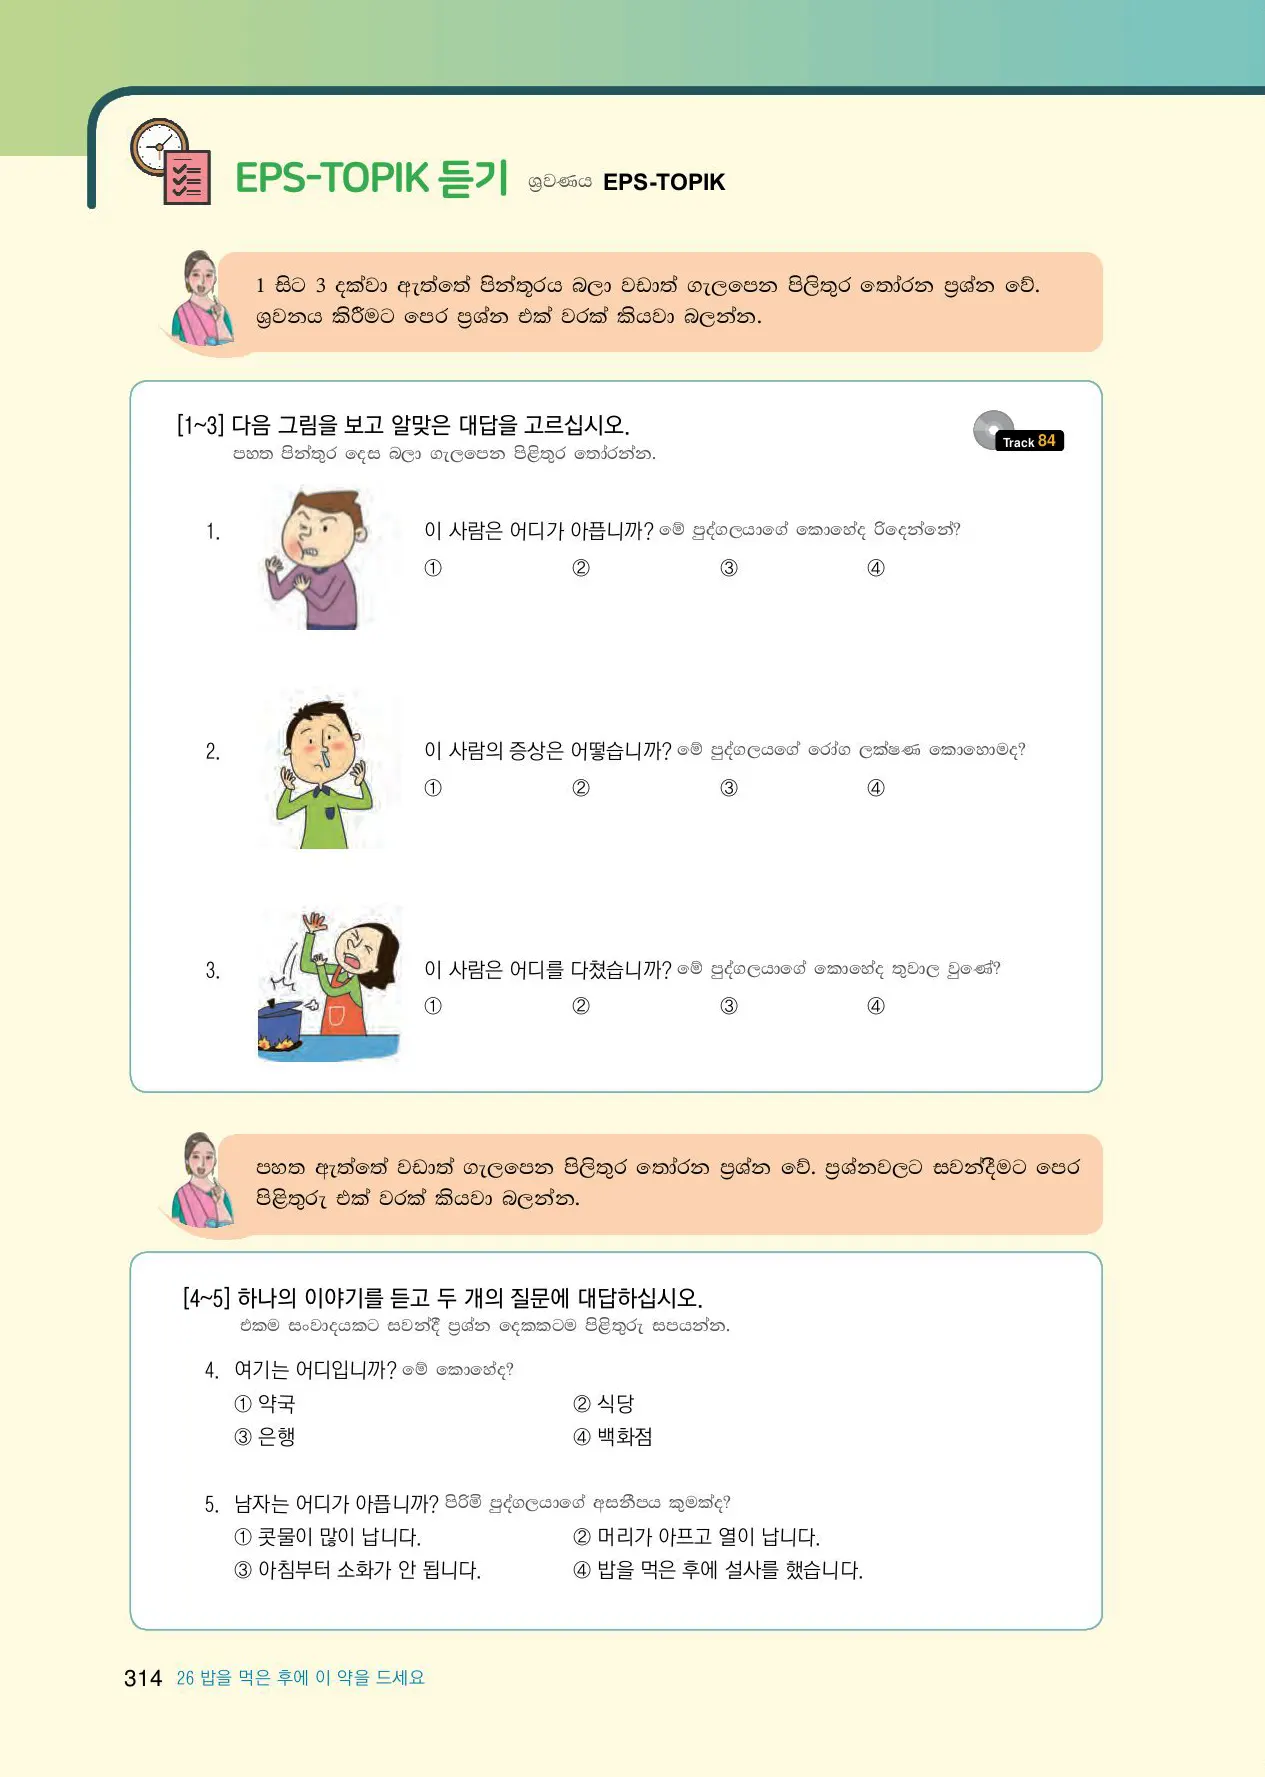 EPS-TOPIK 듣기 ශ්‍රවණය EPS-TOPIK
1 සිට 3 දක්වා ඇත්තේ පින්තූරය බලා වඩාත් ගැලපෙන පිලිතුර තෝරන ප්‍රශ්න වේ.
ශ්‍රවනය කිරීමට පෙර ප්‍රශ්න එක් වරක් කියවා බලන්න.
[1~3] 다음 그림을 보고 알맞은 대답을 고르십시오.
Track 84
පහත පින්තුර දෙස බලා ගැලපෙන පිළිතුර තෝරන්න.
1. 이 사람은 어디가 아픕니까? මේ පුද්ගලයාගේ කොහේද රිදෙන්නේ?
① ② ③ ④
2. 이 사람의 증상은 어떻습니까? මේ පුද්ගලයගේ රෝග ලක්ෂණ කොහොමද?
① ② ③ ④
3. 이 사람은 어디를 다쳤습니까? මේ පුද්ගලයාගේ කොහේද තුවාල වුණේ?
① ② ③ ④
පහත ඇත්තේ වඩාත් ගැලපෙන පිලිතුර තෝරන ප්‍රශ්න වේ. ප්‍රශ්නවලට සවන්දීමට පෙර
පිළිතුරු එක් වරක් කියවා බලන්න.
[4~5] 하나의 이야기를 듣고 두 개의 질문에 대답하십시오.
එකම සංවාදයකට සවන්දී ප්‍රශ්න දෙකකටම පිළිතුරු සපයන්න.
4. 여기는 어디입니까? මේ කොහේද?
① 약국 ② 식당
③ 은행 ④ 백화점
5. 남자는 어디가 아픕니까? පිරිමි පුද්ගලයාගේ අසනීපය කුමක්ද?
① 콧물이 많이 납니다. ② 머리가 아프고 열이 납니다.
③ 아침부터 소화가 안 됩니다. ④ 밥을 먹은 후에 설사를 했습니다.
314 26 밥을 먹은 후에 이 약을 드세요